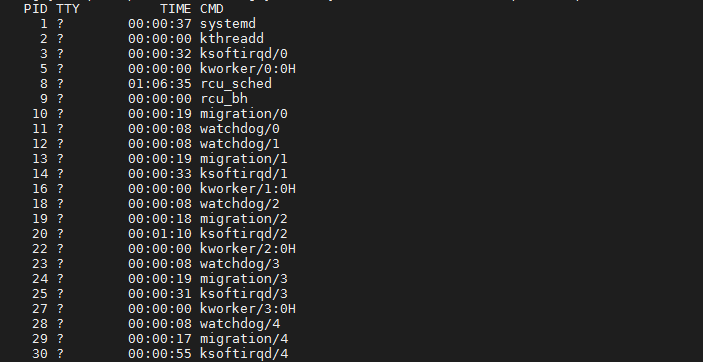 PID TTY          TIME CMD
    1 ?        00:00:37 systemd
    2 ?        00:00:00 kthreadd
    3 ?        00:00:32 ksoftirqd/0
    5 ?        00:00:00 kworker/0:0H
    8 ?        01:06:35 rcu_sched
    9 ?        00:00:00 rcu_bh
   10 ?        00:00:19 migration/0
   11 ?        00:00:08 watchdog/0
   12 ?        00:00:08 watchdog/1
   13 ?        00:00:19 migration/1
   14 ?        00:00:33 ksoftirqd/1
   16 ?        00:00:00 kworker/1:0H
   18 ?        00:00:08 watchdog/2
   19 ?        00:00:18 migration/2
   20 ?        00:01:10 ksoftirqd/2
   22 ?        00:00:00 kworker/2:0H
   23 ?        00:00:08 watchdog/3
   24 ?        00:00:19 migration/3
   25 ?        00:00:31 ksoftirqd/3
   27 ?        00:00:00 kworker/3:0H
   28 ?        00:00:08 watchdog/4
   29 ?        00:00:17 migration/4
   30 ?        00:00:55 ksoftirqd/4